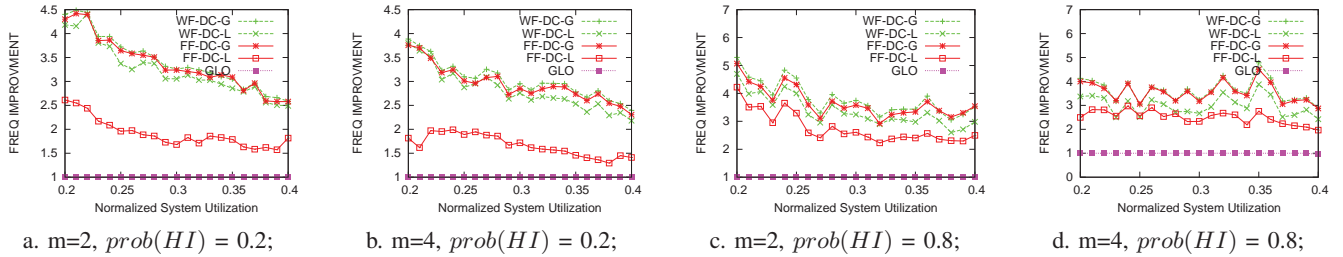 FREQ IMPROVMENT
4.5
4
3.5
3
2.5
2
1.5
1
WF-DC-G
WF-DC-L
FF-DC-G
FF-DC-L
GLO
0.2 0.25 0.3 0.35 0.4
Normalized System Utilization
a. m=2, prob(HI) = 0.2;
FREQ IMPROVMENT
4.5
4
3.5
3
2.5
2
1.5
1
WF-DC-G
WF-DC-L
FF-DC-G
FF-DC-L
GLO
0.2 0.25 0.3 0.35 0.4
Normalized System Utilization
b. m=4, prob(HI) = 0.2;
FREQ IMPROVMENT
7
6
5
4
3
2
1
WF-DC-G
WF-DC-L
FF-DC-G
FF-DC-L
GLO
0.2 0.25 0.3 0.35 0.4
Normalized System Utilization
c. m=2, prob(HI) = 0.8;
FREQ IMPROVMENT
7
6
5
4
3
2
1
0
WF-DC-G
WF-DC-L
FF-DC-G
FF-DC-L
GLO
0.2 0.25 0.3 0.35 0.4
Normalized System Utilization
d. m=4, prob(HI) = 0.8;